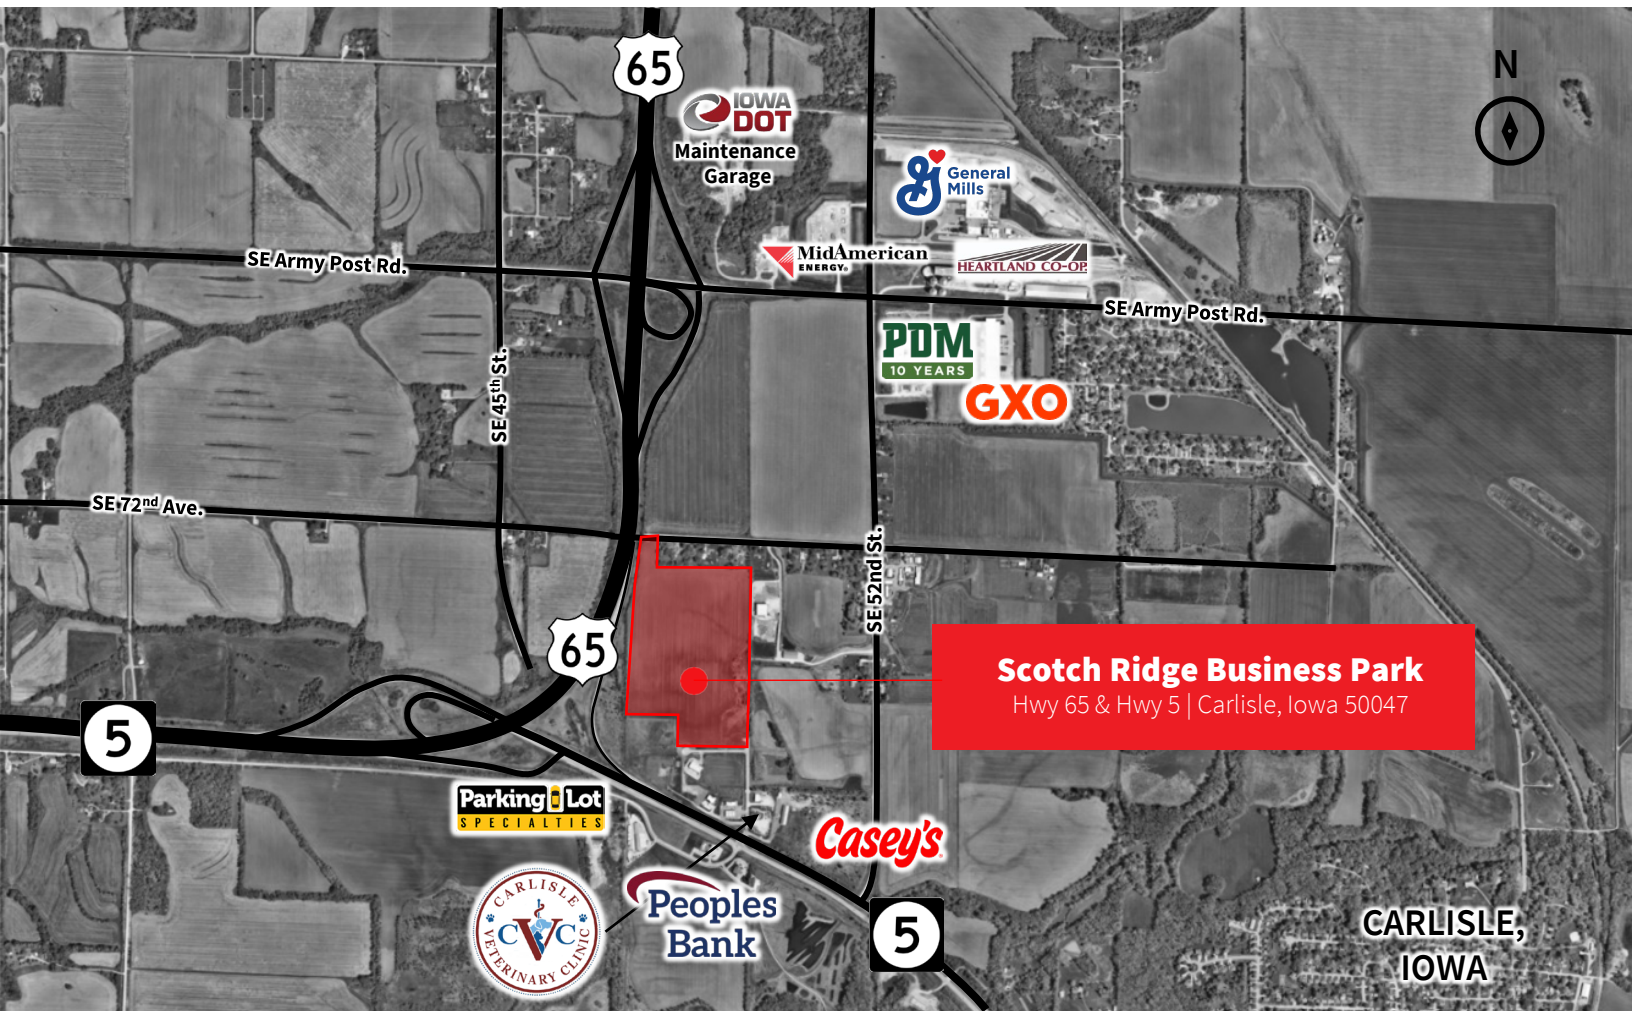 N
65
IOWA
DOT
Maintenance
Garage
General
Mills
SE Army Post Rd.
MidAmerican
ENERGY®
HEARTLAND CO-OP.
SE Army Post Rd.
PDM
10 YEARS
GXO
SE 45th St.
SE 72nd Ave.
SE 52nd St.
65
Scotch Ridge Business Park
Hwy 65 & Hwy 5 | Carlisle, Iowa 50047
5
Parking Lot
SPECIALTIES
Casey's
CARLISLE
VETERINARY CLINIC
CVC
Peoples
Bank
5
CARLISLE,
IOWA